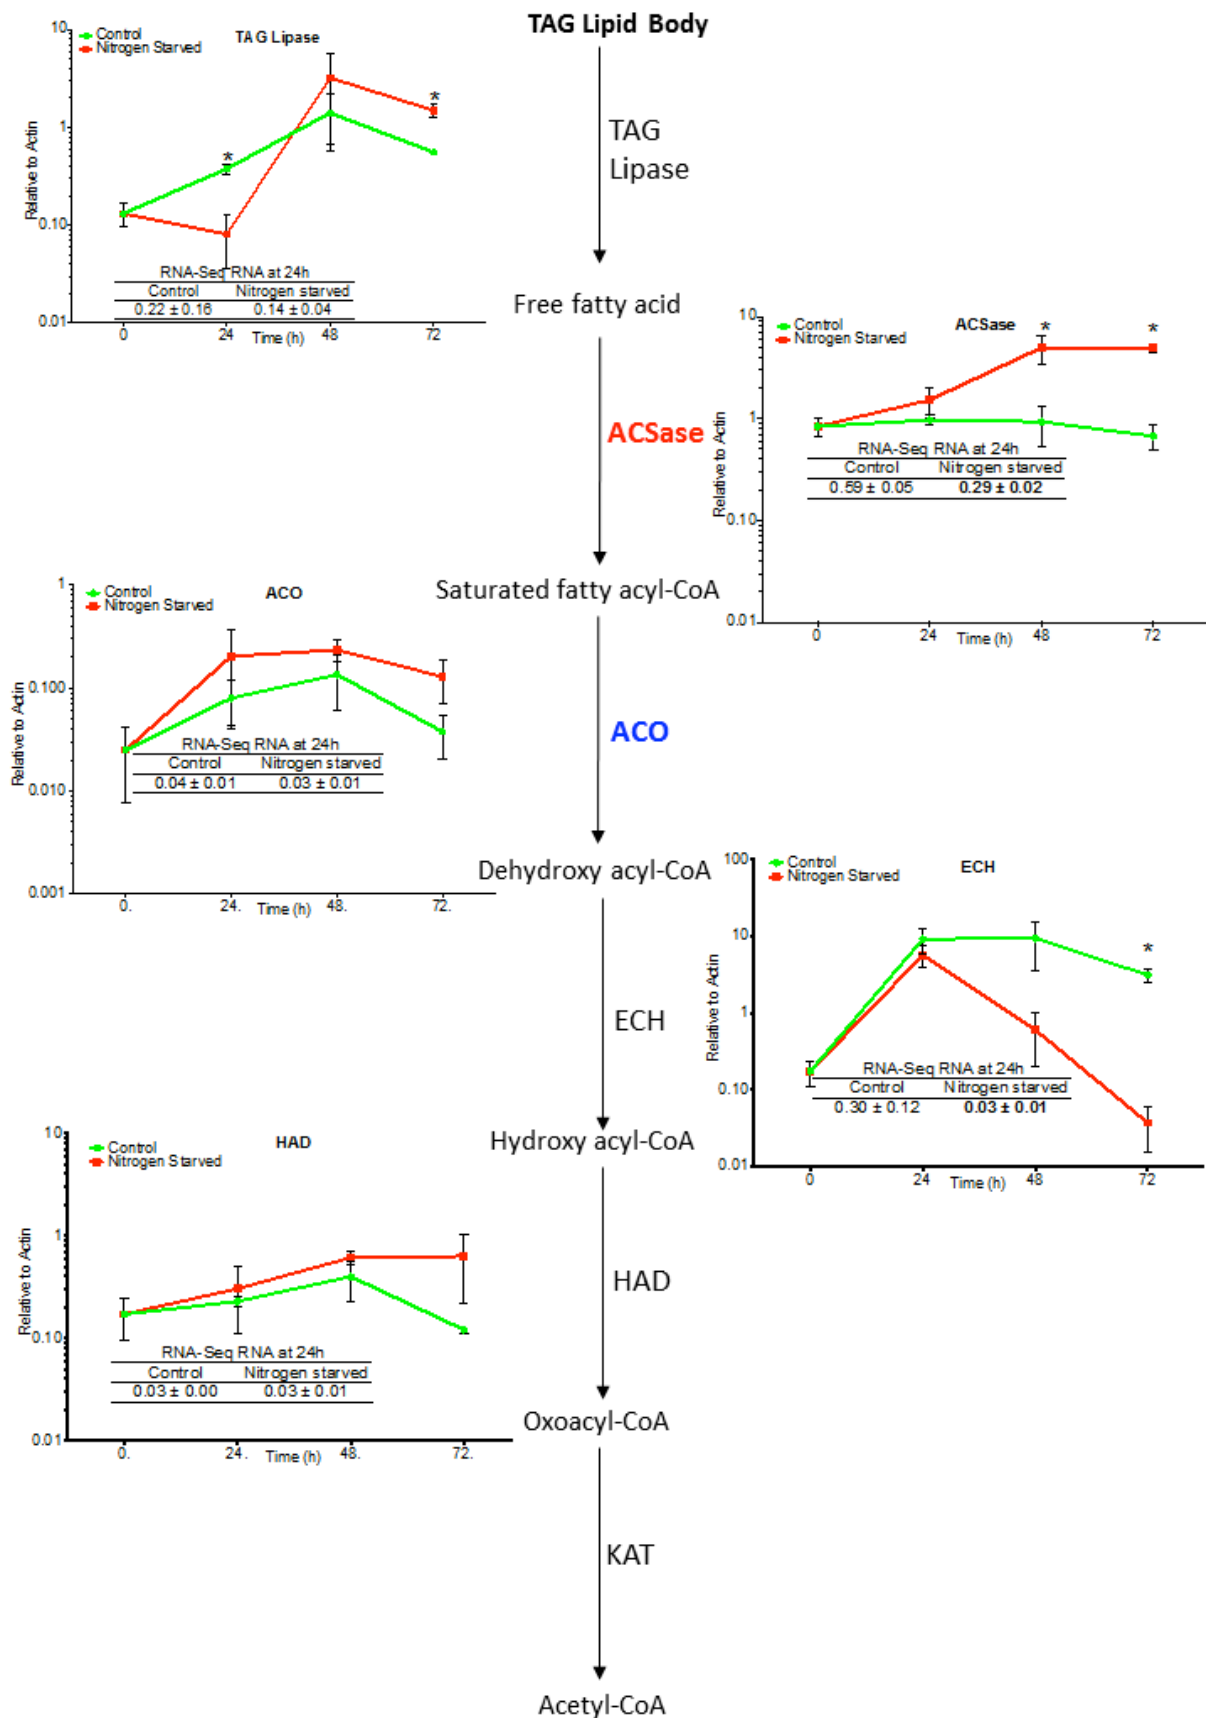 TAG Lipid Body
10
Control
Nitrogen Starved
TAG Lipase
*
*
1
0.10
0.01
Relative to Actin
RNA-Seq RNA at 24h
Control Nitrogen starved
0.22 ± 0.16 0.14 ± 0.04
0 24 48 72
Time (h)
TAG
Lipase
Free fatty acid
10
Control
Nitrogen Starved
ACSase
* *
1
0.10
0.01
Relative to Actin
RNA-Seq RNA at 24h
Control Nitrogen starved
0.59 ± 0.05 0.29 ± 0.02
0 24 48 72
Time (h)
ACSase
Saturated fatty acyl-CoA
1
Control
Nitrogen Starved
ACO
0.100
0.010
0.001
Relative to Actin
RNA-Seq RNA at 24h
Control Nitrogen starved
0.04 ± 0.01 0.03 ± 0.01
0. 24. 48. 72.
Time (h)
ACO
Dehydroxy acyl-CoA
100
Control
Nitrogen Starved
ECH
*
10
1
0.10
0.01
Relative to Actin
RNA-Seq RNA at 24h
Control Nitrogen starved
0.30 ± 0.12 0.03 ± 0.01
0 24 48 72
Time (h)
ECH
Hydroxy acyl-CoA
10
Control
Nitrogen Starved
HAD
1
0.10
0.01
Relative to Actin
RNA-Seq RNA at 24h
Control Nitrogen starved
0.03 ± 0.00 0.03 ± 0.01
0. 24. 48. 72.
Time (h)
HAD
Oxoacyl-CoA
KAT
Acetyl-CoA